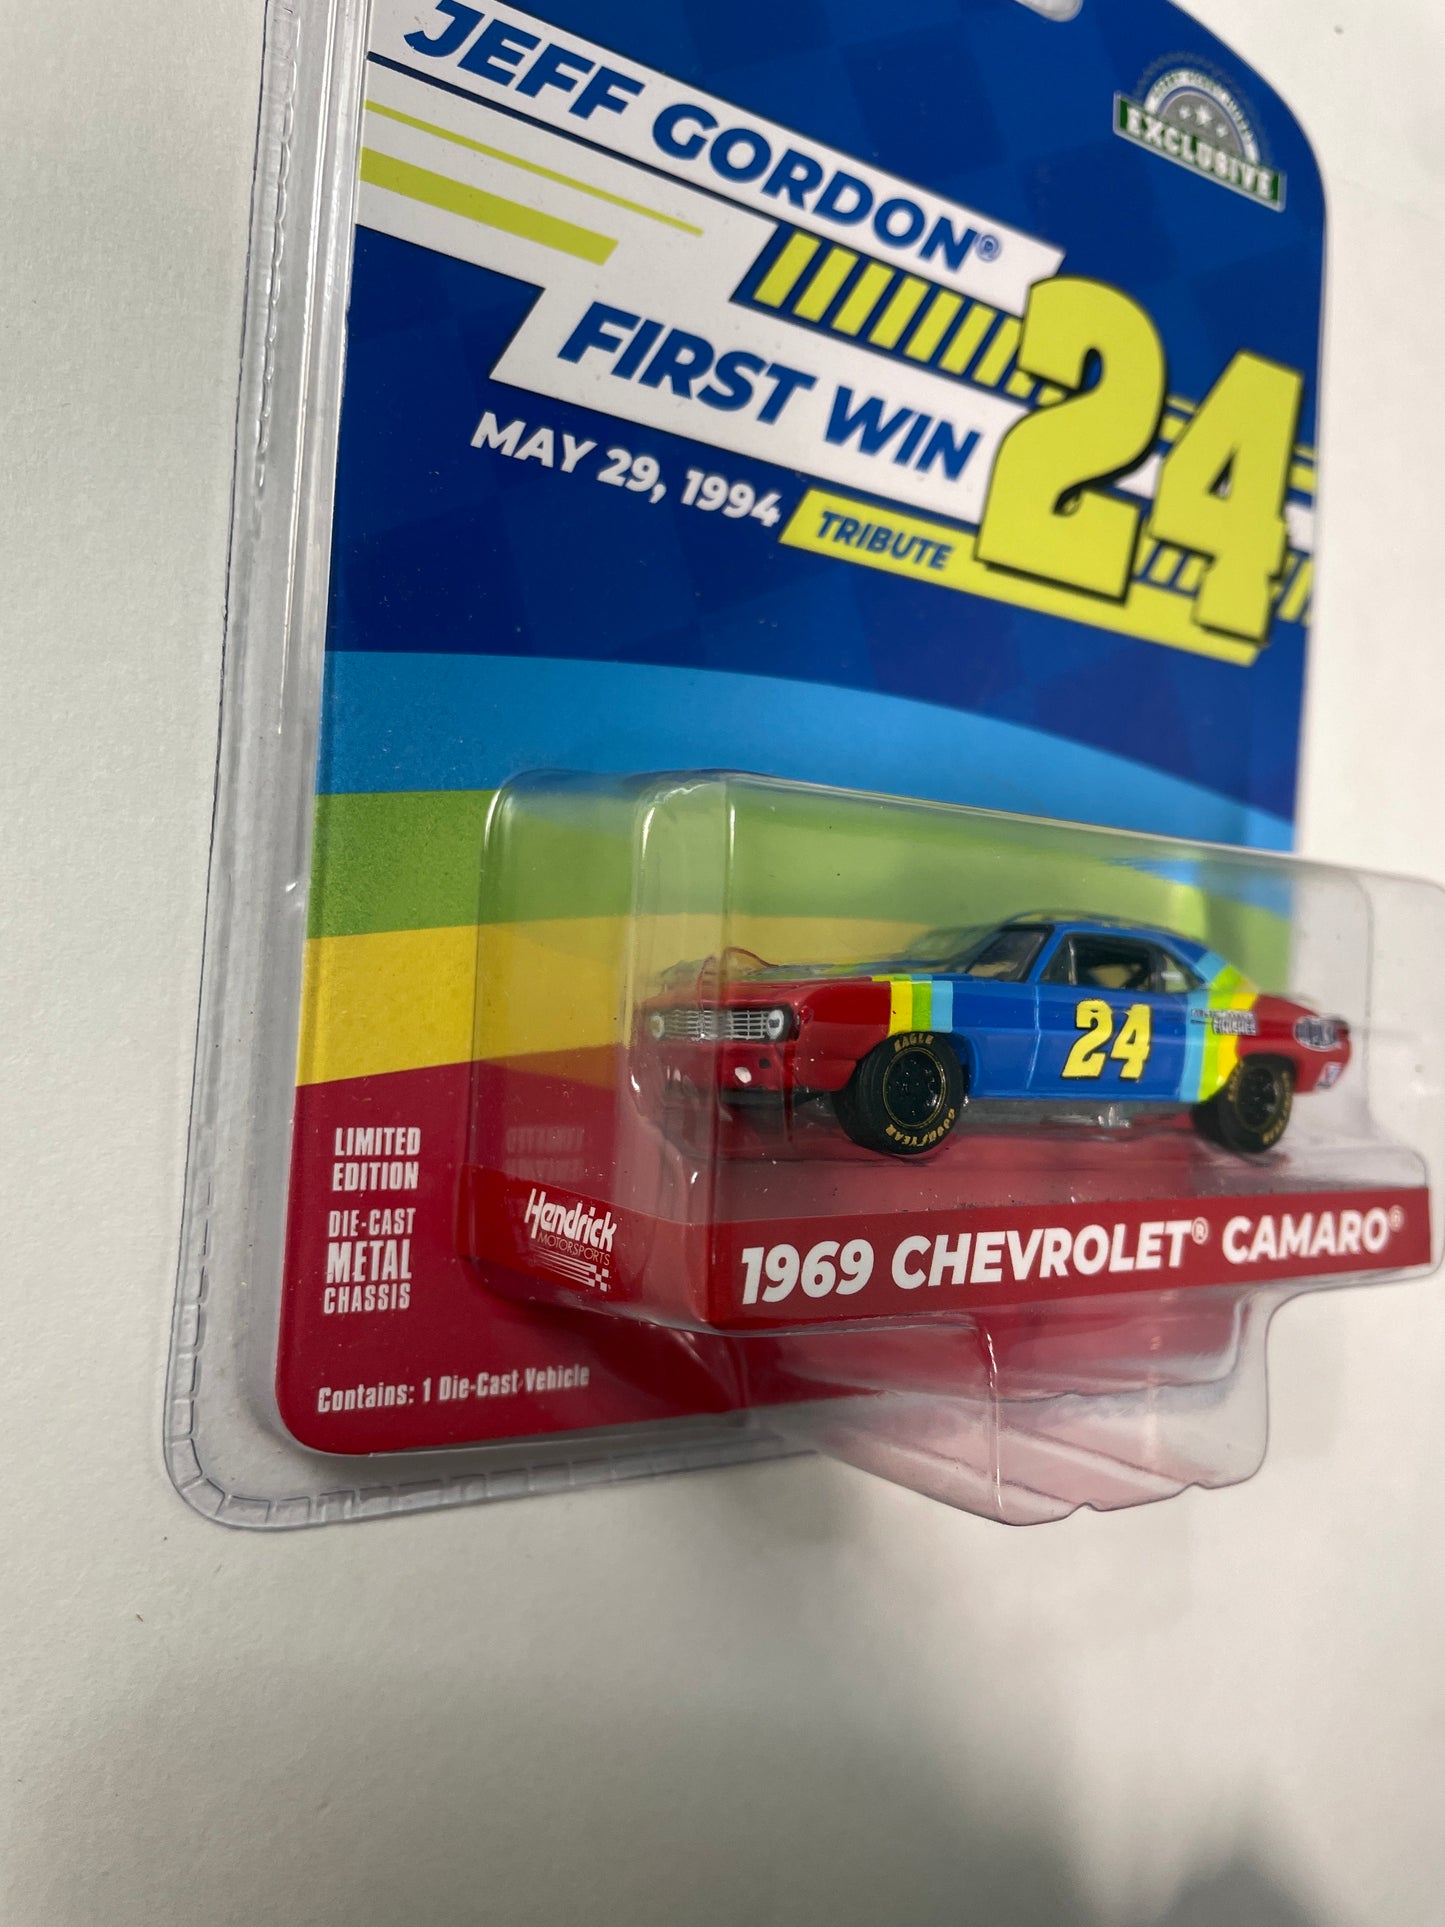 JEFF GORDON®
EXCLUSIVE
FIRST WIN
24
MAY 29, 1994
TRIBUTE
24
EAGLE
GOODYEAR
LIMITED
EDITION
DIE-CAST
METAL
CHASSIS
Hendrick
MOTORSPORTS
1969 CHEVROLET® CAMARO®
Contains: 1 Die-Cast Vehicle